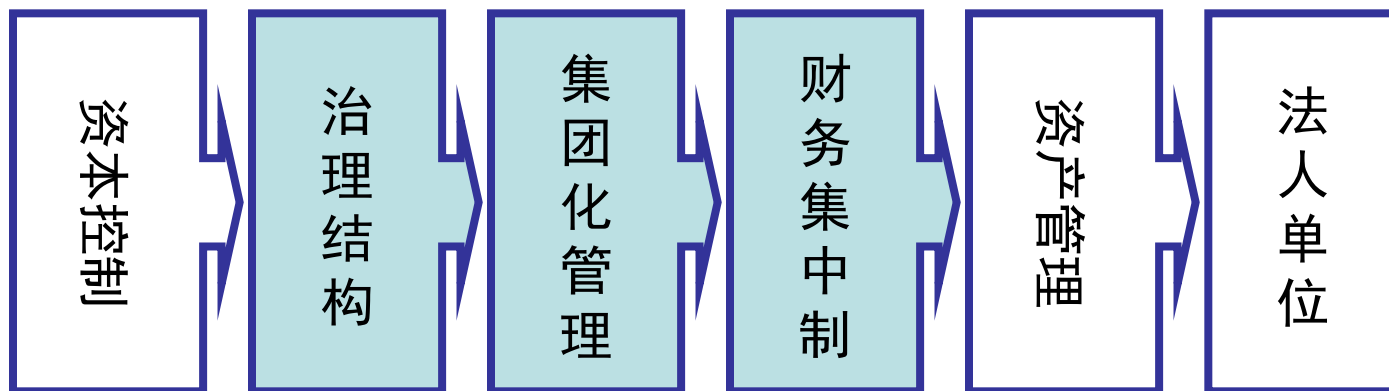 资本控制
治理结构
集团化管理
财务集中制
资产管理
法人单位